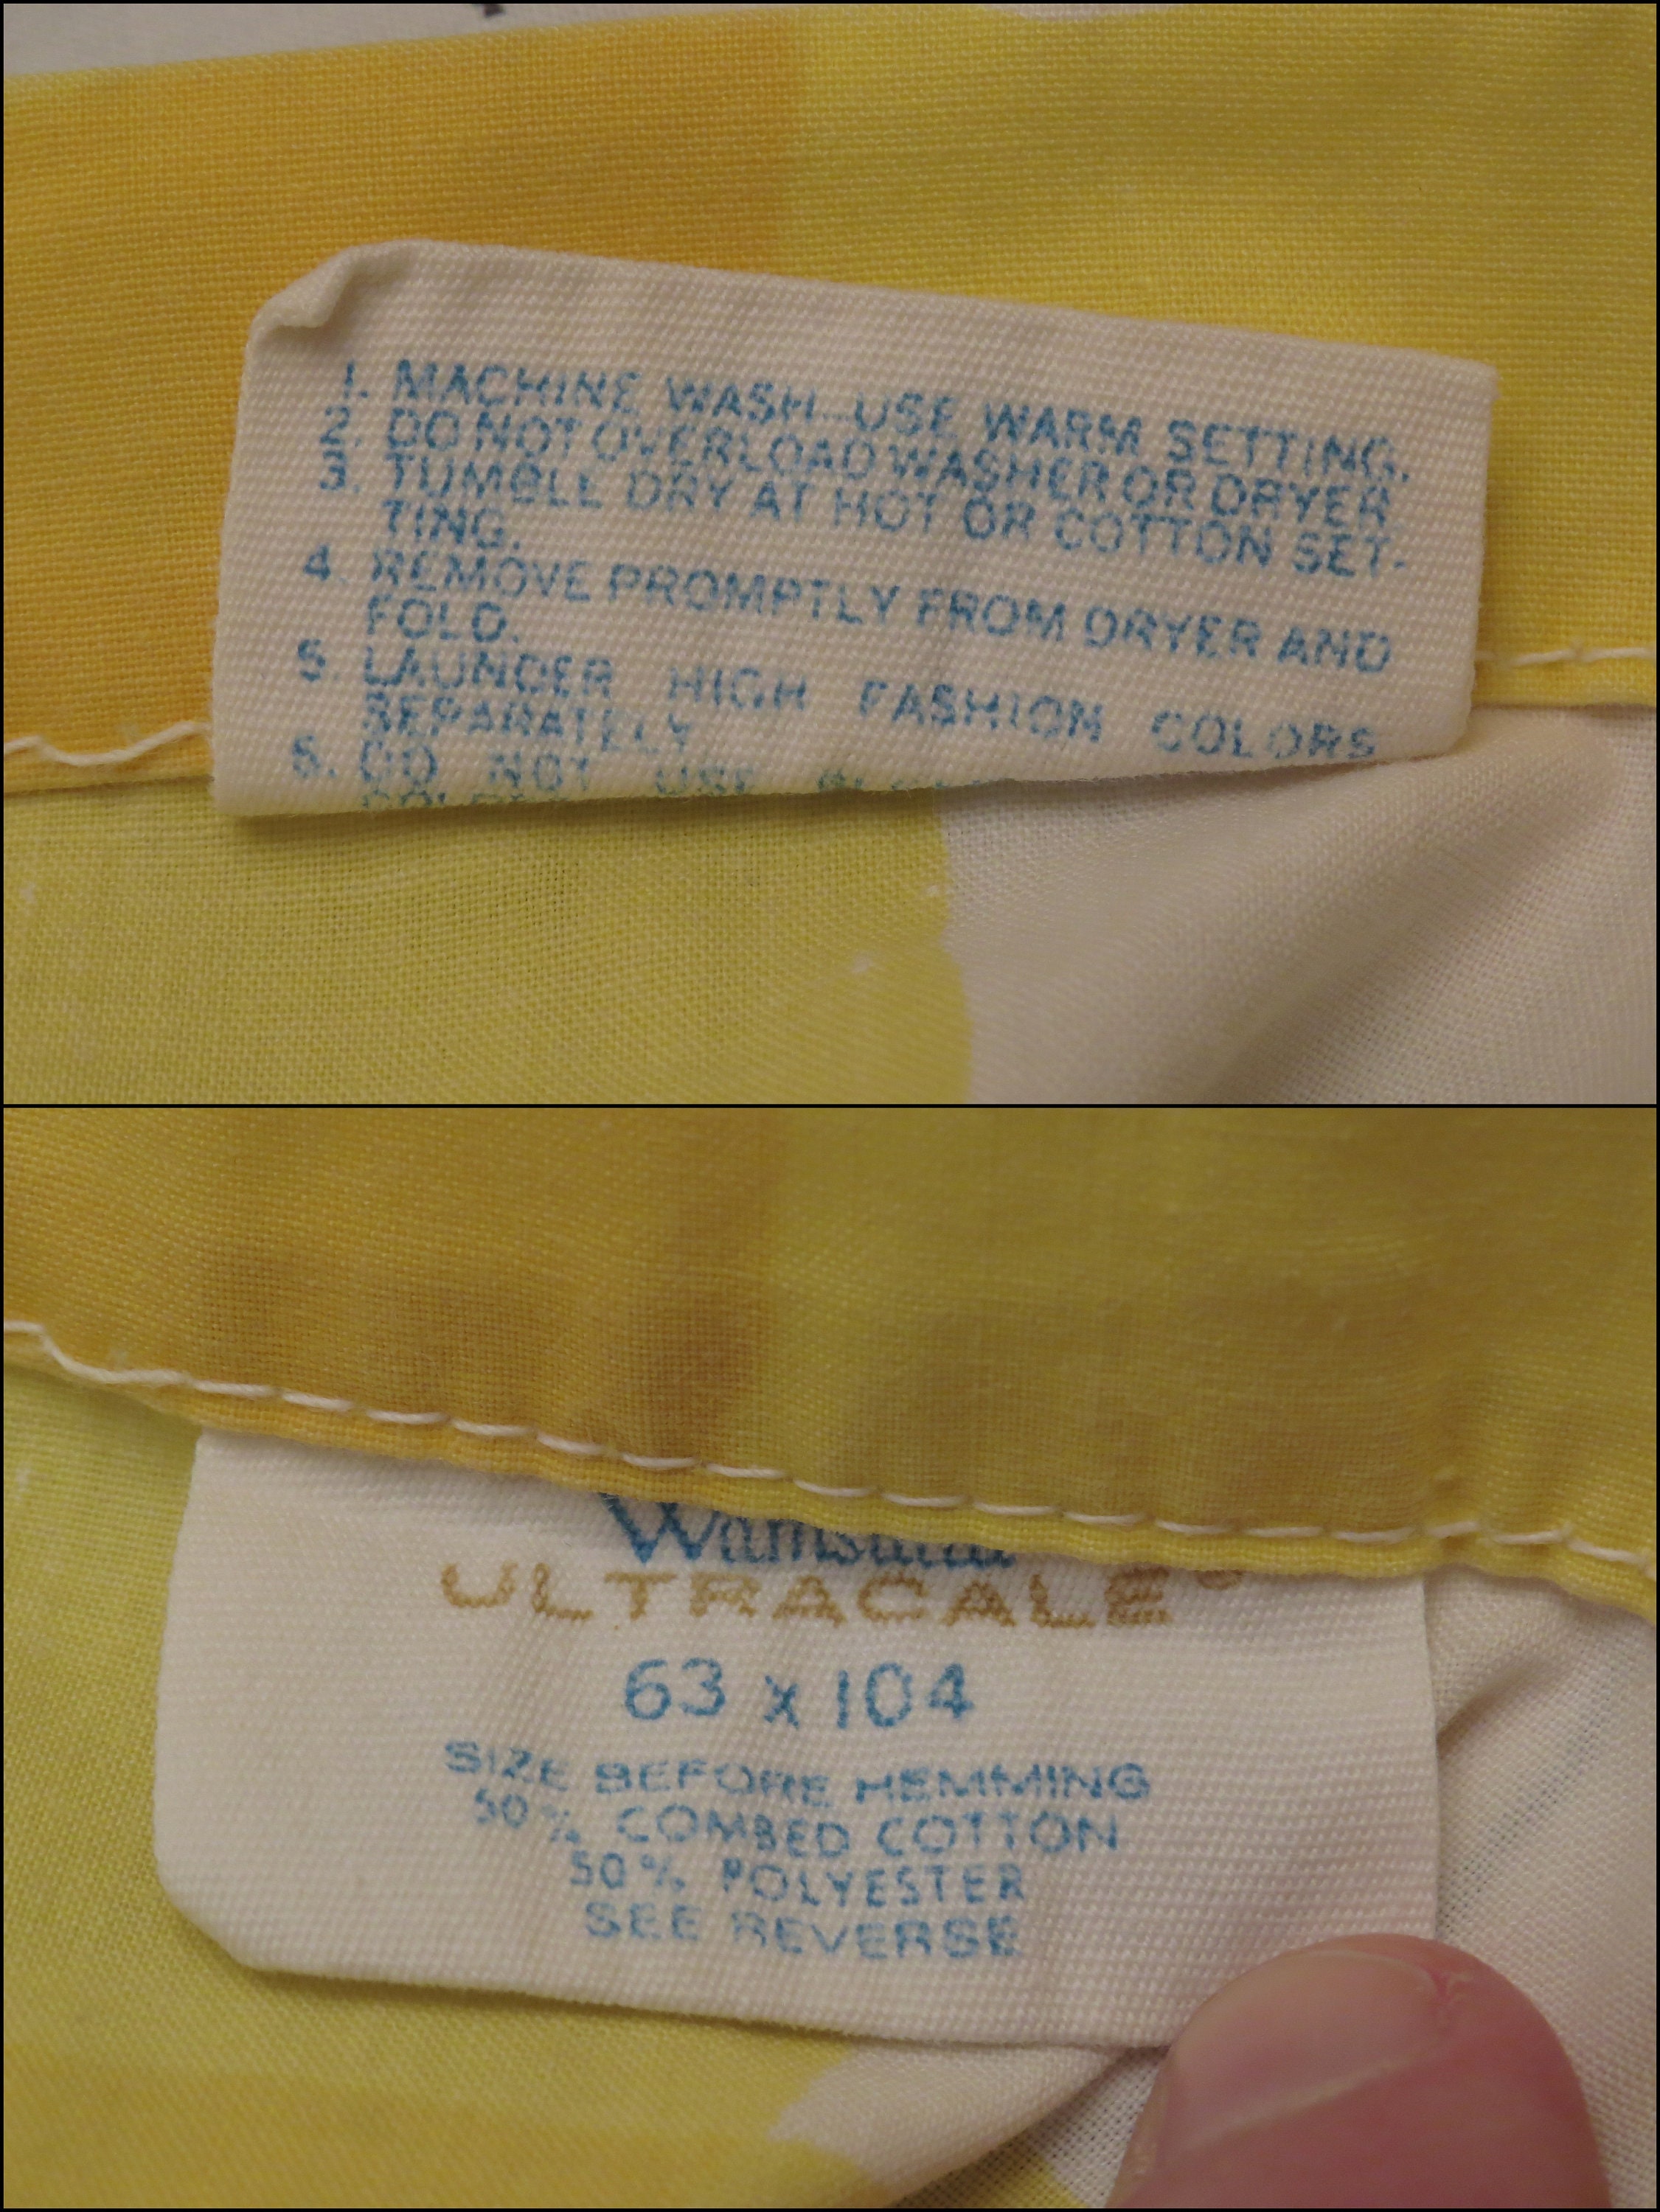 1. MACHINE WASH—USE WARM SETTING.
2. DO NOT OVERLOAD WASHER OR DRYER
3. TUMBLE DRY AT HOT OR COTTON SET-
TING.
4. REMOVE PROMPTLY FROM DRYER AND
FOLD.
5. LAUNDER HIGH FASHION COLORS
SEPARATELY
6. DO NOT USE
Wamsutta
ULTRACALE®
63 x 104
SIZE BEFORE HEMMING
50% COMBED COTTON
50% POLYESTER
SEE REVERSE